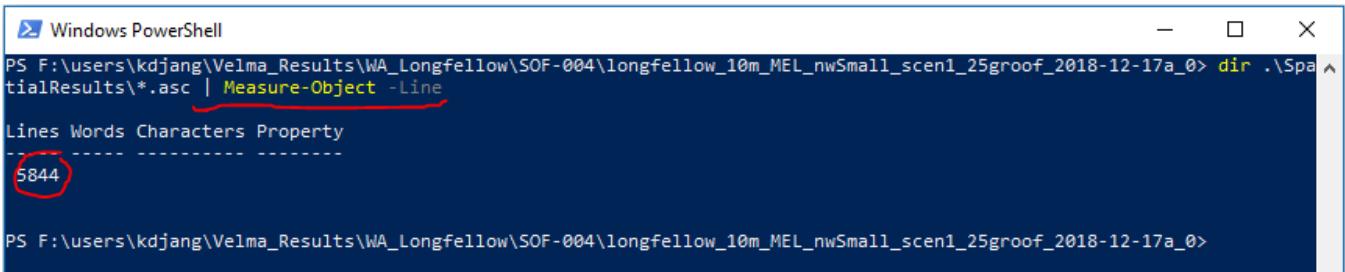 Windows PowerShell
PS F:\users\kdjang\Velma_Results\WA_Longfellow\SOF-004\longfellow_10m_MEL_nwSmall_scen1_25groof_2018-12-17a_0> dir .\Spa
tialResults\*.asc | Measure-Object -Line
Lines Words Characters Property
----- ----- ---------- --------
5844
PS F:\users\kdjang\Velma_Results\WA_Longfellow\SOF-004\longfellow_10m_MEL_nwSmall_scen1_25groof_2018-12-17a_0>